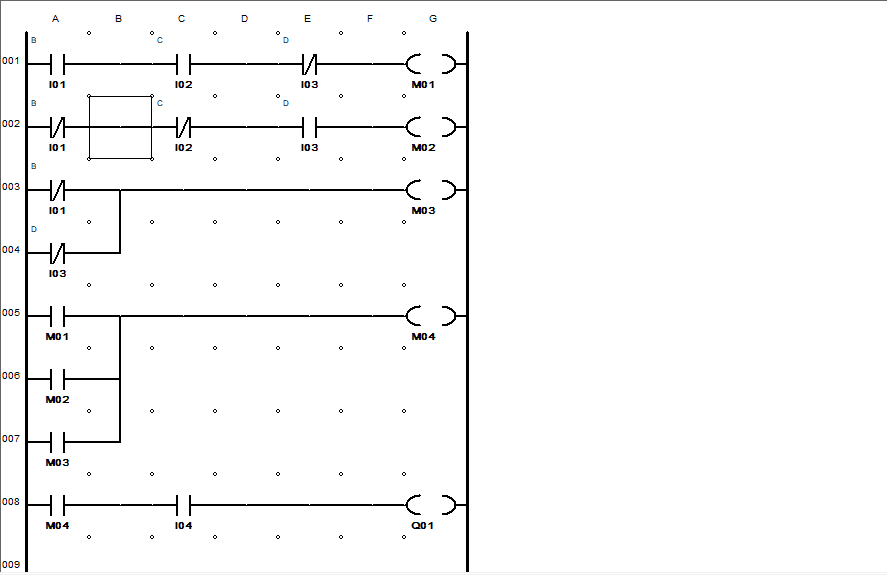 A B C D E F G
B C D
001
I01 I02 I03 M01
B C D
002
I01 I02 I03 M02
B
003
I01 M03
D
004
I03
005
M01 M04
006
M02
007
M03
008
M04 I04 Q01
009